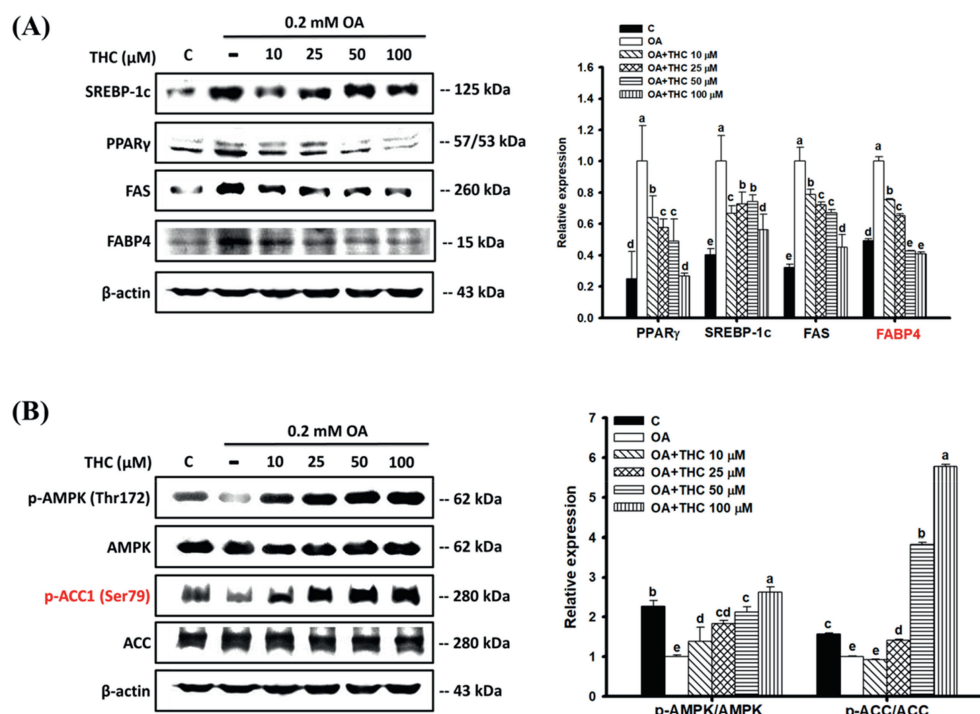 (A)
0.2 mM OA
THC (μM) C – 10 25 50 100
SREBP-1c -- 125 kDa
PPARγ -- 57/53 kDa
FAS -- 260 kDa
FABP4 -- 15 kDa
β-actin -- 43 kDa
C
OA
OA+THC 10 μM
OA+THC 25 μM
OA+THC 50 μM
OA+THC 100 μM
Relative expression
1.6
1.4
1.2
1.0
0.8
0.6
0.4
0.2
0.0
d a b c c d
e a c b b d
e a b c c d
d a b c e e
PPARγ SREBP-1c FAS FABP4
(B)
0.2 mM OA
THC (μM) C – 10 25 50 100
p-AMPK (Thr172) -- 62 kDa
AMPK -- 62 kDa
p-ACC1 (Ser79) -- 280 kDa
ACC -- 280 kDa
β-actin -- 43 kDa
C
OA
OA+THC 10 μM
OA+THC 25 μM
OA+THC 50 μM
OA+THC 100 μM
Relative expression
7
6
5
4
3
2
1
0
b e d cd c a
c e e d b a
p-AMPK/AMPK p-ACC/ACC